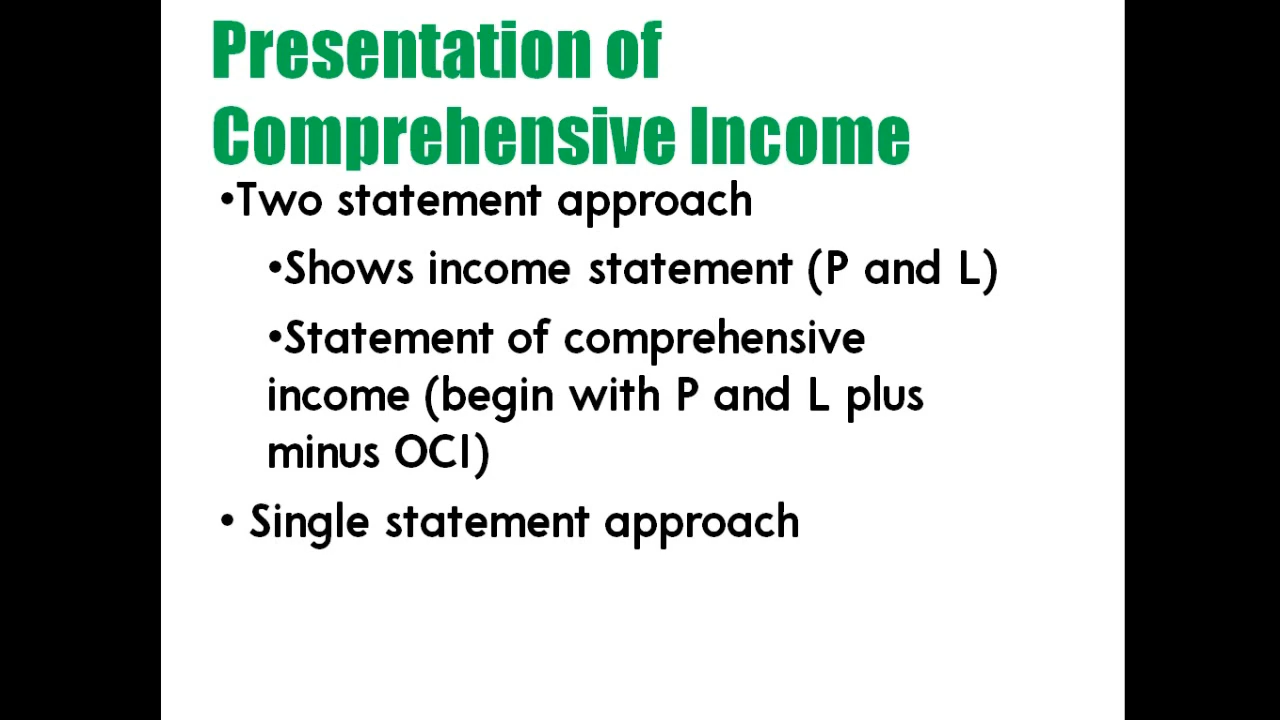 Presentation of
Comprehensive Income
•Two statement approach
•Shows income statement (P and L)
•Statement of comprehensive
income (begin with P and L plus
minus OCI)
• Single statement approach